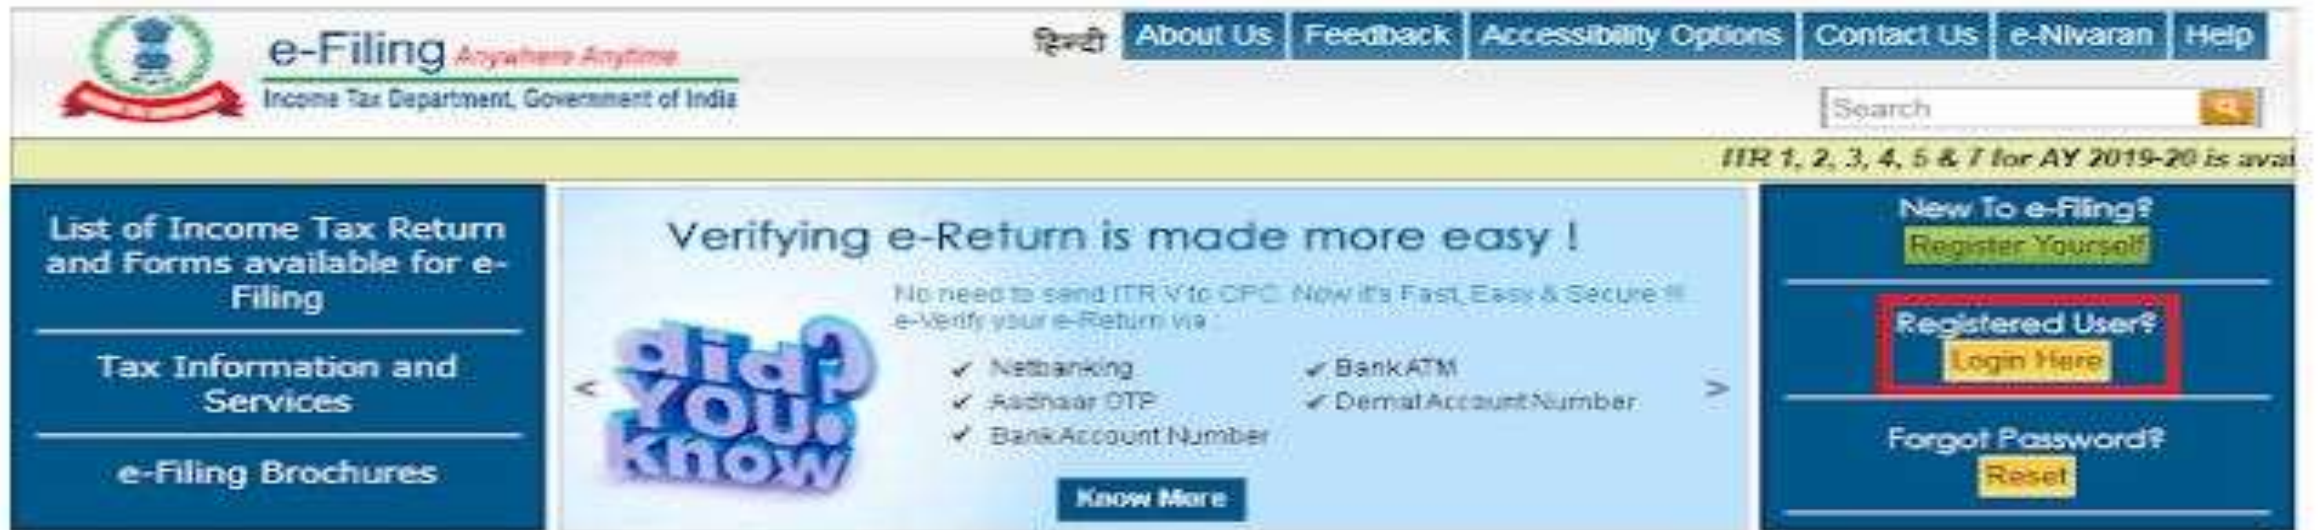 e-Filing Anywhere Anytime
Income Tax Department, Government of India
हिन्दी About Us Feedback Accessibility Options Contact Us e-Nivaran Help
Search
ITR 1, 2, 3, 4, 5 & 7 for AY 2019-20 is avai
List of Income Tax Return
and Forms available for e-
Filing
Tax Information and
Services
e-Filing Brochures
Verifying e-Return is made more easy !
No need to send ITR V to CPC. Now it's Fast, Easy & Secure !!!
e-Verify your e-Return via :
✓ Netbanking
✓ Aadhaar OTP
✓ Bank Account Number
✓ Bank ATM
✓ Demat Account Number
<
did
YOU?
know
>
Know More
New To e-Filing?
Register Yourself
Registered User?
Login Here
Forgot Password?
Reset